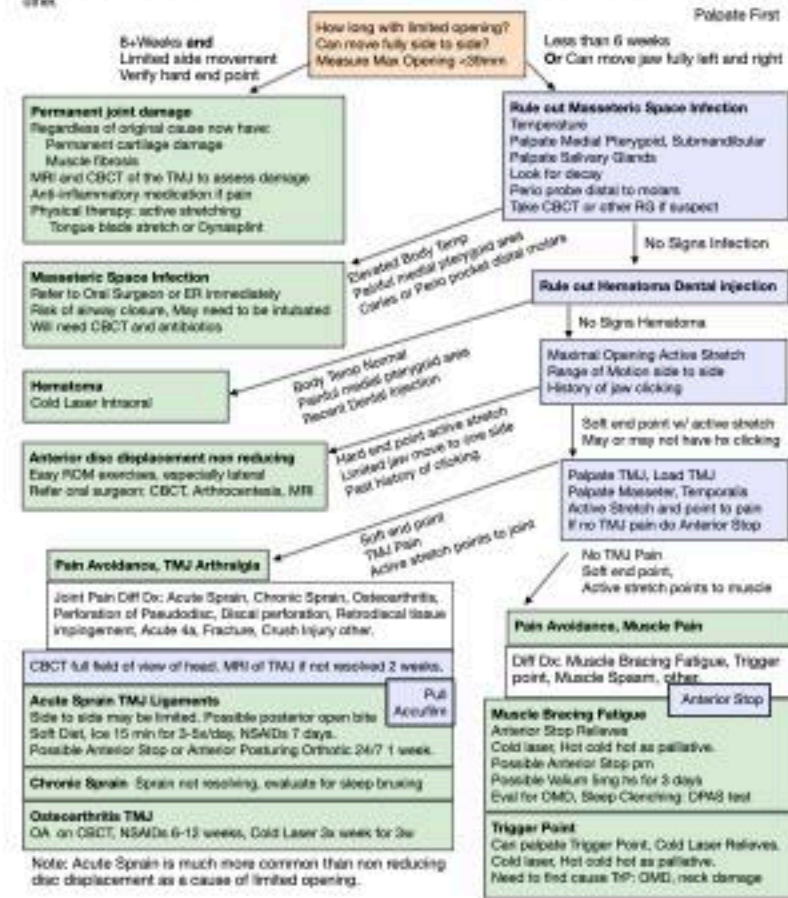 other.
Palpate First
How long with limited opening?
Can move fully side to side?
Measure Max Opening <39mm
6+Weeks and
Limited side movement
Verify hard end point
Less than 6 weeks
Or Can move jaw fully left and right
Permanent joint damage
Regardless of original cause now have:
Permanent cartilage damage
Muscle fibrosis
MRI and CBCT of the TMJ to assess damage
Anti-inflammatory medication if pain
Physical therapy: active stretching
Tongue blade stretch or Dynasplint
Rule out Masseteric Space Infection
Temperature
Palpate Medial Pterygoid, Submandibular
Palpate Salivary Glands
Look for decay
Perio probe distal to molars
Take CBCT or other RG if suspect
Elevated Body Temp
Painful medial pterygoid area
Caries or Perio pocket distal molars
No Signs Infection
Masseteric Space Infection
Refer to Oral Surgeon or ER immediately
Risk of airway closure, May need to be intubated
Will need CBCT and antibiotics
Rule out Hematoma Dental injection
No Signs Hematoma
Body Temp Normal
Painful medial pterygoid area
Recent Dental Injection
Hematoma
Cold Laser Intraoral
Maximal Opening Active Stretch
Range of Motion side to side
History of jaw clicking
Hard end point active stretch
Limited jaw move to one side
Past history of clicking
Soft end point w/ active stretch
May or may not have hx clicking
Anterior disc displacement non reducing
Easy ROM exercises, especially lateral
Refer oral surgeon: CBCT, Arthrocentesis, MRI
Palpate TMJ, Load TMJ
Palpate Masseter, Temporalis
Active Stretch and point to pain
If no TMJ pain do Anterior Stop
Soft end point
TMJ Pain
Active stretch points to joint
No TMJ Pain
Soft end point,
Active stretch points to muscle
Pain Avoidance, TMJ Arthralgia
Joint Pain Diff Dx: Acute Sprain, Chronic Sprain, Osteoarthritis,
Perforation of Pseudodisc, Discal perforation, Retrodiscal tissue
impingement, Acute 4a, Fracture, Crush Injury other.
CBCT full field of view of head, MRI of TMJ if not resolved 2 weeks.
Acute Sprain TMJ Ligaments
Side to side may be limited. Possible posterior open bite
Soft Diet, Ice 15 min for 3-5x/day, NSAIDs 7 days.
Possible Anterior Stop or Anterior Posturing Orthotic 24/7 1 week.
Pull
Accufilm
Chronic Sprain Sprain not resolving, evaluate for sleep bruxing
Osteoarthritis TMJ
OA on CBCT, NSAIDs 6-12 weeks, Cold Laser 3x week for 3w
Note: Acute Sprain is much more common than non reducing
disc displacement as a cause of limited opening.
Pain Avoidance, Muscle Pain
Diff Dx: Muscle Bracing Fatigue, Trigger
point, Muscle Spasm, other.
Anterior Stop
Muscle Bracing Fatigue
Anterior Stop Relieves
Cold laser, Hot cold hot as palliative.
Possible Anterior Stop prn
Possible Valium 5mg hs for 3 days
Eval for OMD, Sleep Clenching: DPAS test
Trigger Point
Can palpate Trigger Point, Cold Laser Relieves.
Cold laser, Hot cold hot as palliative.
Need to find cause TrP: OMD, neck damage